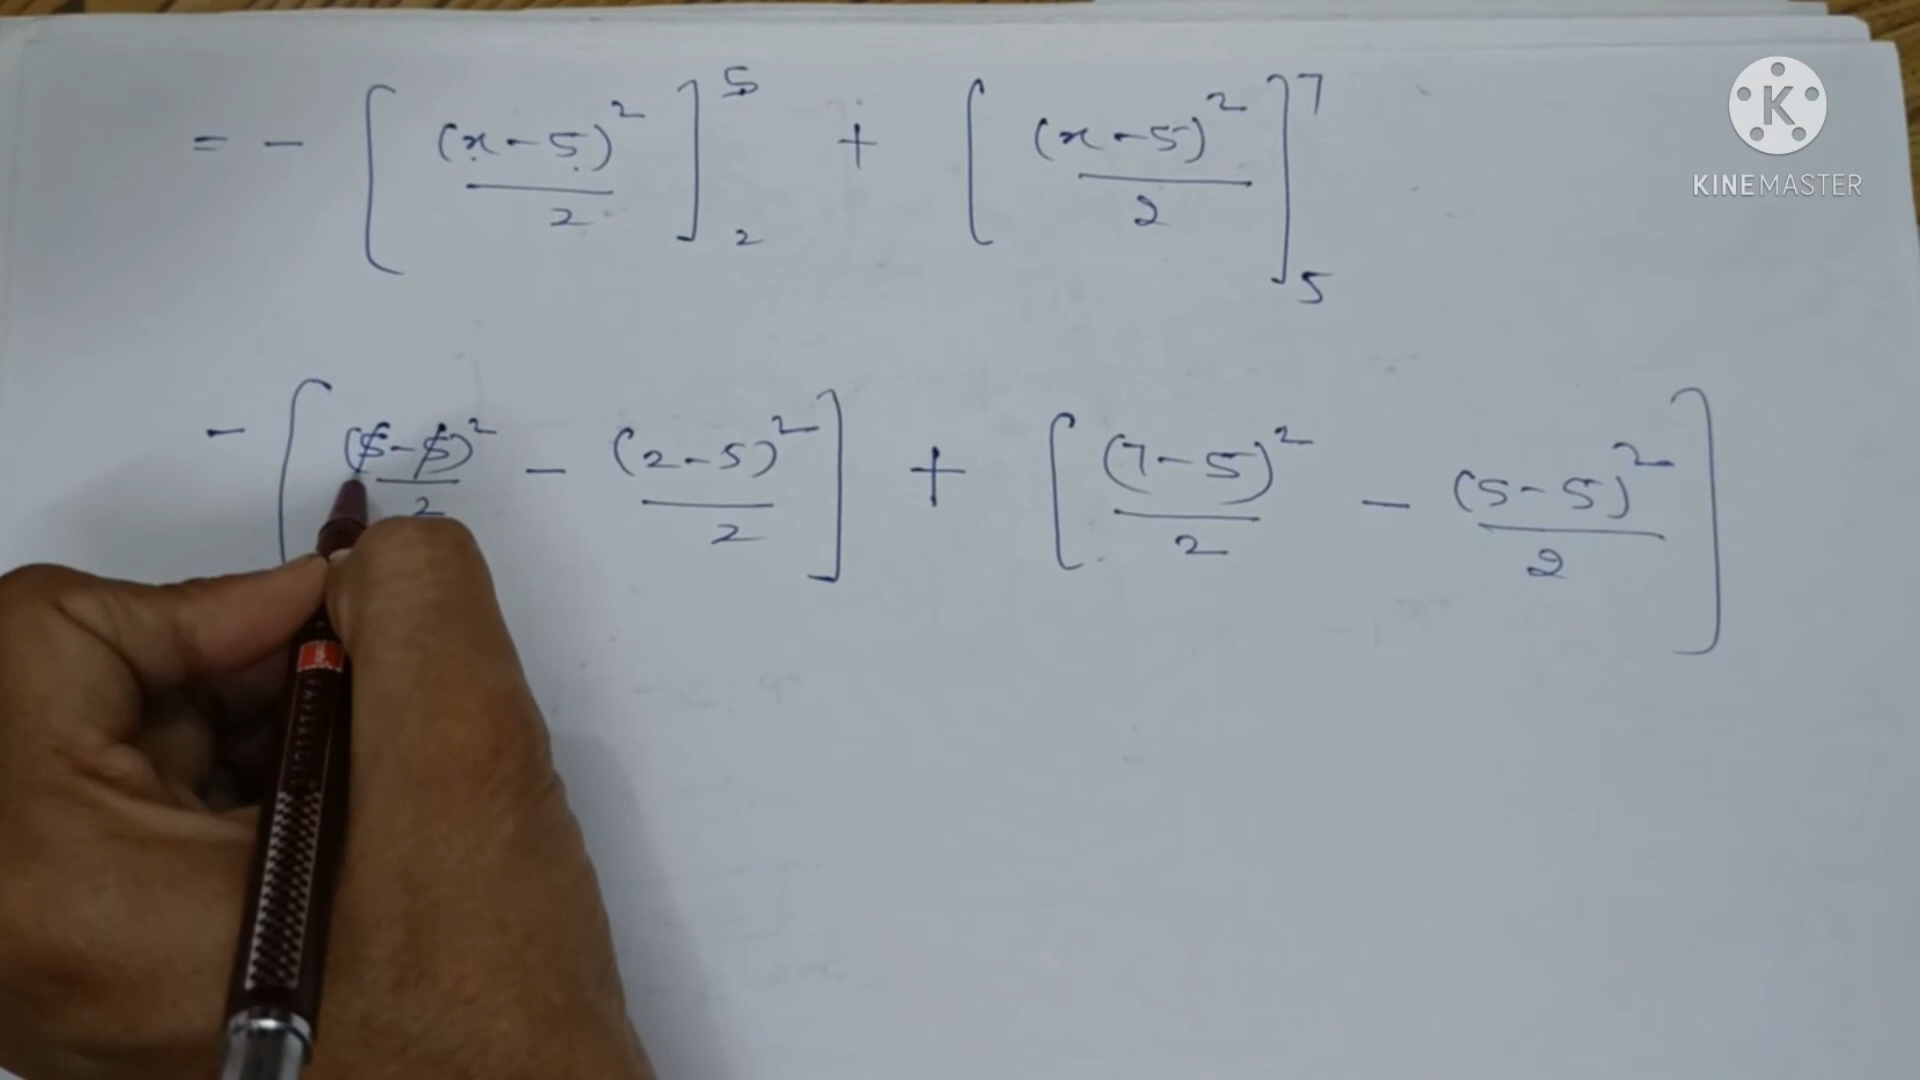 = - [ (x-5)²/2 ]₂⁵ + [ (x-5)²/2 ]₅⁷
K
KINEMASTER
- [ (5-5)²/2 - (2-5)²/2 ] + [ (7-5)²/2 - (5-5)²/2 ]